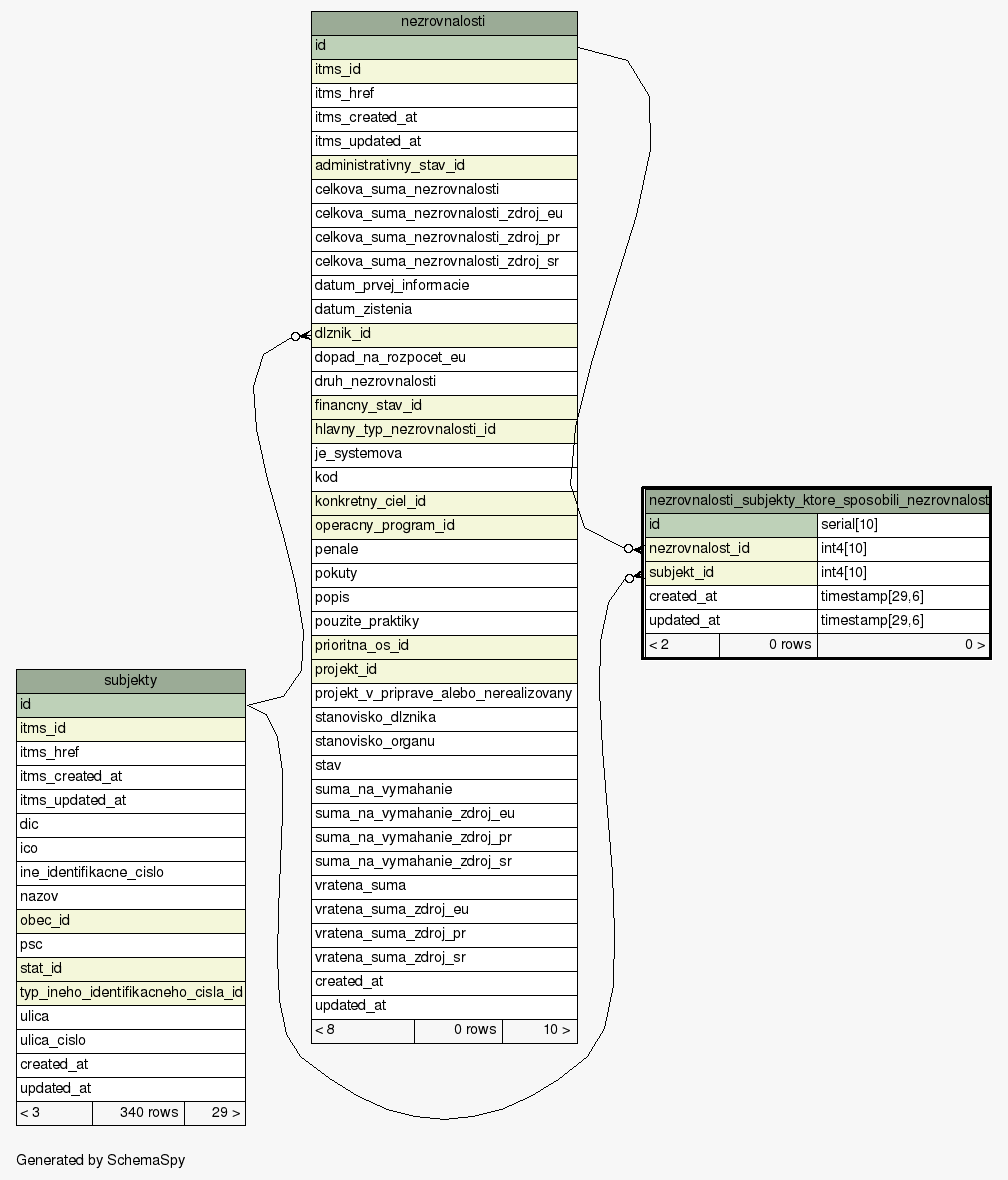 nezrovnalosti
id
itms_id
itms_href
itms_created_at
itms_updated_at
administrativny_stav_id
celkova_suma_nezrovnalosti
celkova_suma_nezrovnalosti_zdroj_eu
celkova_suma_nezrovnalosti_zdroj_pr
celkova_suma_nezrovnalosti_zdroj_sr
datum_prvej_informacie
datum_zistenia
dlznik_id
dopad_na_rozpocet_eu
druh_nezrovnalosti
financny_stav_id
hlavny_typ_nezrovnalosti_id
je_systemova
kod
konkretny_ciel_id
operacny_program_id
penale
pokuty
popis
pouzite_praktiky
prioritna_os_id
projekt_id
projekt_v_priprave_alebo_nerealizovany
stanovisko_dlznika
stanovisko_organu
stav
suma_na_vymahanie
suma_na_vymahanie_zdroj_eu
suma_na_vymahanie_zdroj_pr
suma_na_vymahanie_zdroj_sr
vratena_suma
vratena_suma_zdroj_eu
vratena_suma_zdroj_pr
vratena_suma_zdroj_sr
created_at
updated_at
< 8 0 rows 10 >
nezrovnalosti_subjekty_ktore_sposobili_nezrovnalost
id serial[10]
nezrovnalost_id int4[10]
subjekt_id int4[10]
created_at timestamp[29,6]
updated_at timestamp[29,6]
< 2 0 rows 0 >
subjekty
id
itms_id
itms_href
itms_created_at
itms_updated_at
dic
ico
ine_identifikacne_cislo
nazov
obec_id
psc
stat_id
typ_ineho_identifikacneho_cisla_id
ulica
ulica_cislo
created_at
updated_at
< 3 340 rows 29 >
Generated by SchemaSpy